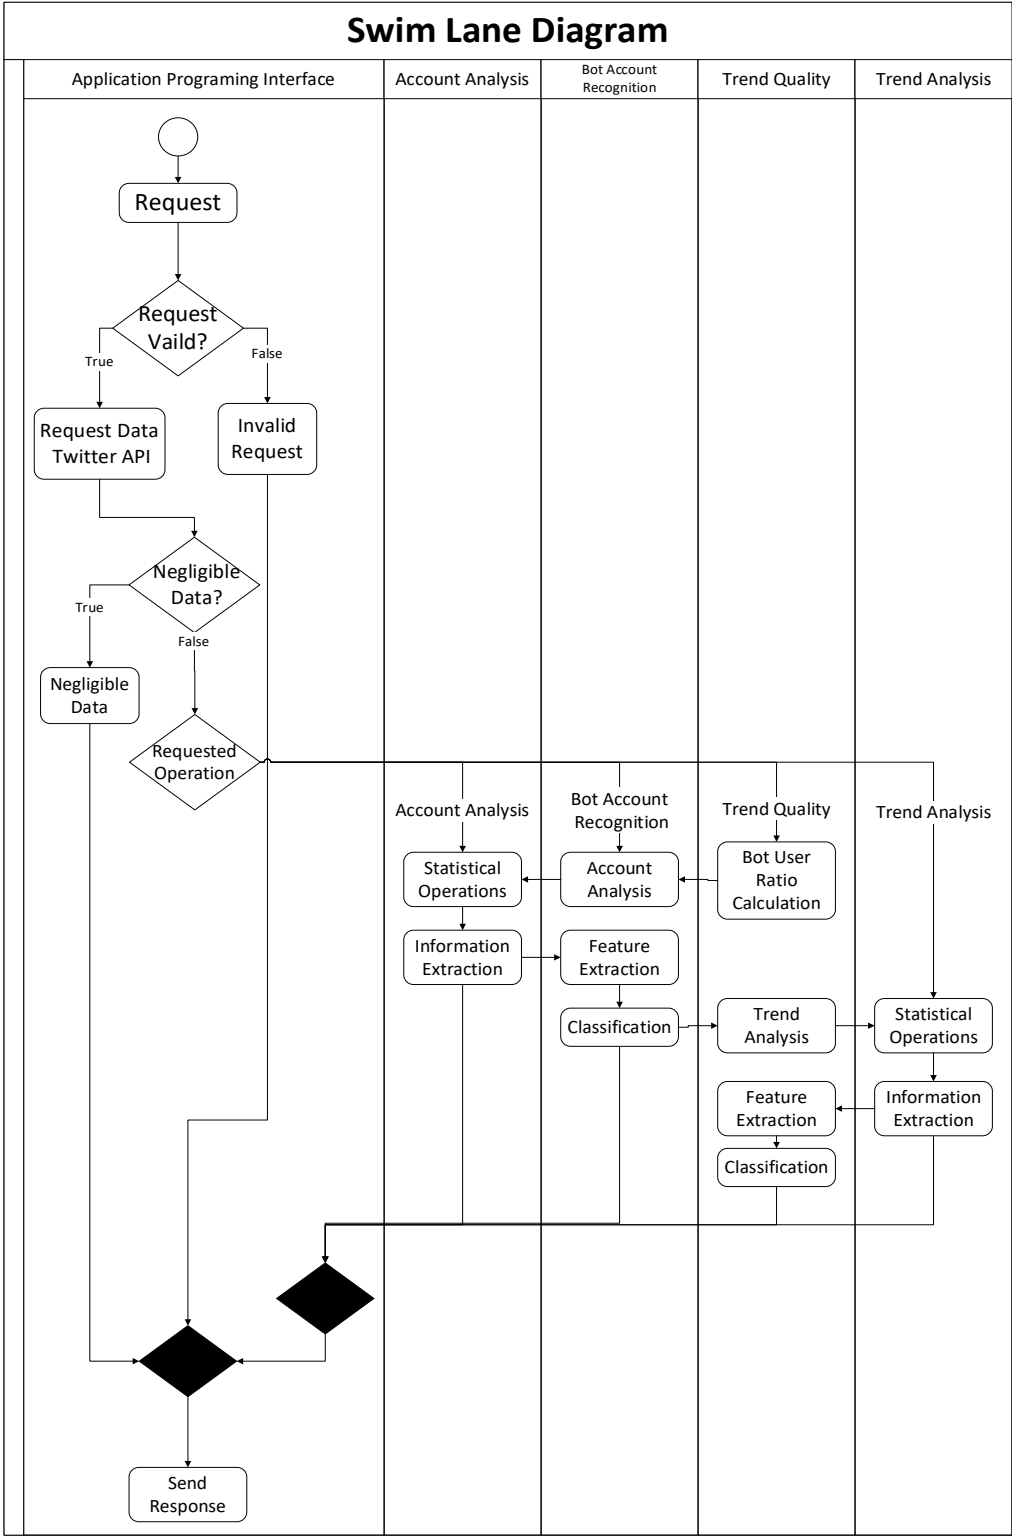 Swim Lane Diagram
Application Programing Interface
Account Analysis
Bot Account
Recognition
Trend Quality
Trend Analysis
Request
Request
Vaild?
True
False
Request Data
Twitter API
Invalid
Request
Negligible
Data?
True
False
Negligible
Data
Requested
Operation
Account Analysis
Bot Account
Recognition
Trend Quality
Trend Analysis
Statistical
Operations
Account
Analysis
Bot User
Ratio
Calculation
Information
Extraction
Feature
Extraction
Classification
Trend
Analysis
Statistical
Operations
Feature
Extraction
Information
Extraction
Classification
Send
Response